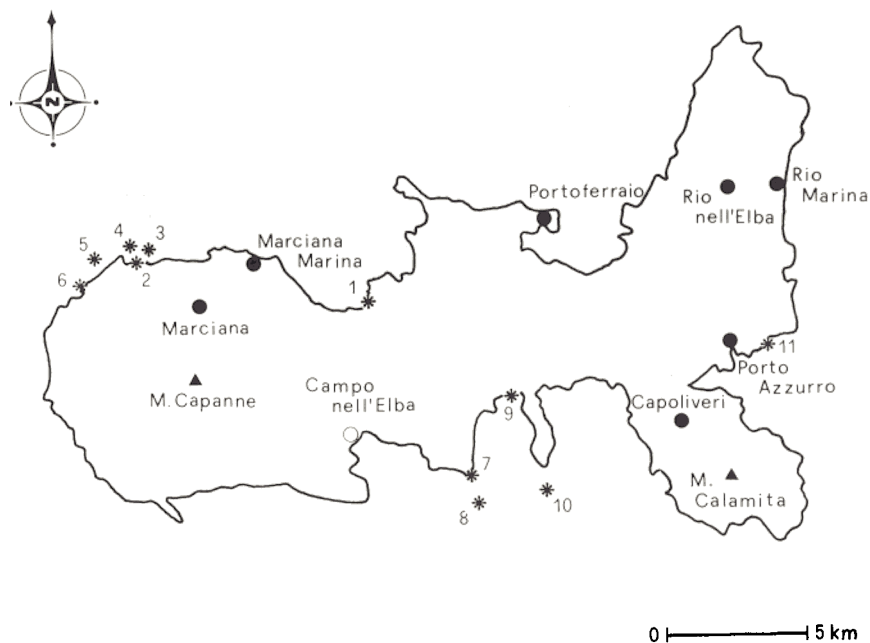 N
Portoferraio
Rio
Marina
Rio
nell'Elba
Marciana
Marina
4
3
5
2
6
1
Marciana
M. Capanne
Campo
nell'Elba
11
Porto
Azzurro
Capoliveri
9
7
8
10
M.
Calamita
0
5 km